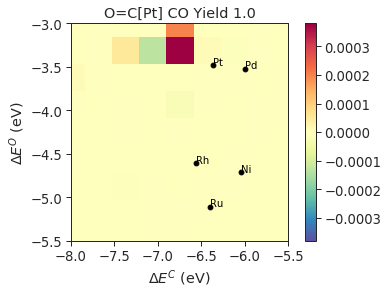 O=C[Pt] CO Yield 1.0
−3.0
−3.5
−4.0
−4.5
−5.0
−5.5
ΔE^O (eV)
Pt
Pd
Rh
Ni
Ru
−8.0 −7.5 −7.0 −6.5 −6.0 −5.5
ΔE^C (eV)
0.0003
0.0002
0.0001
0.0000
−0.0001
−0.0002
−0.0003